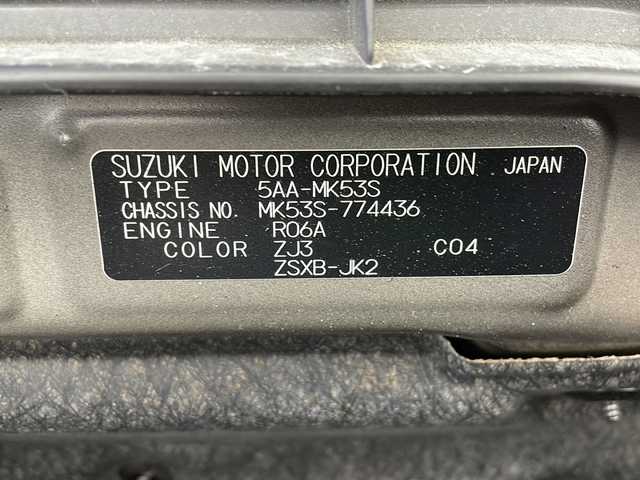 SUZUKI MOTOR CORPORATION JAPAN
TYPE 5AA-MK53S
CHASSIS NO. MK53S-774436
ENGINE R06A
COLOR ZJ3 C04
ZSXB-JK2